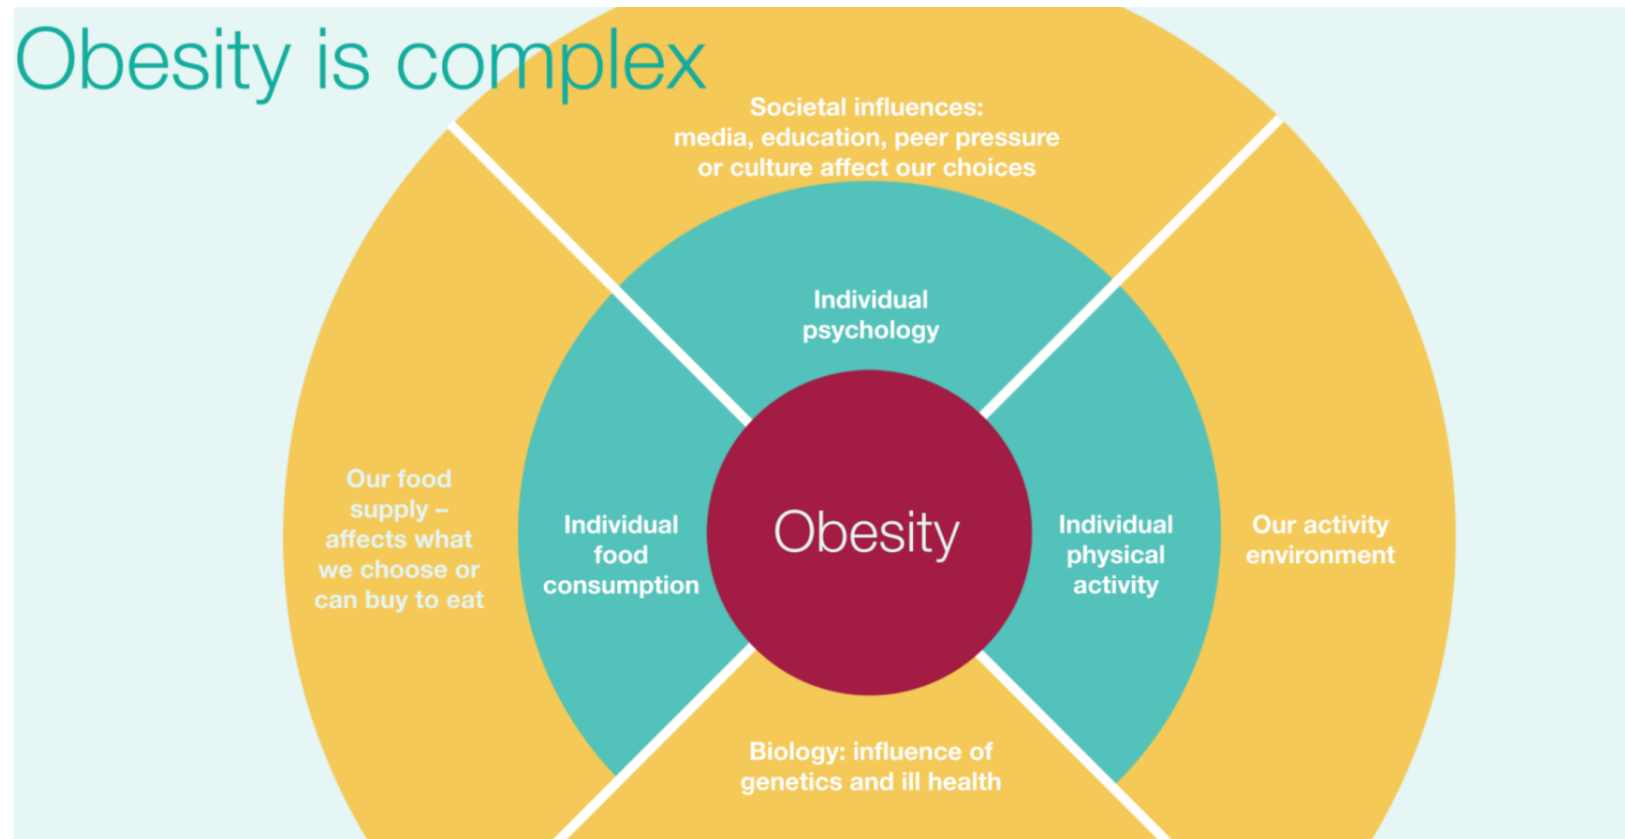 Obesity is complex
Societal influences:
media, education, peer pressure
or culture affect our choices
Individual
psychology
Our food
supply –
affects what
we choose or
can buy to eat
Individual
food
consumption
Obesity
Individual
physical
activity
Our activity
environment
Biology: influence of
genetics and ill health